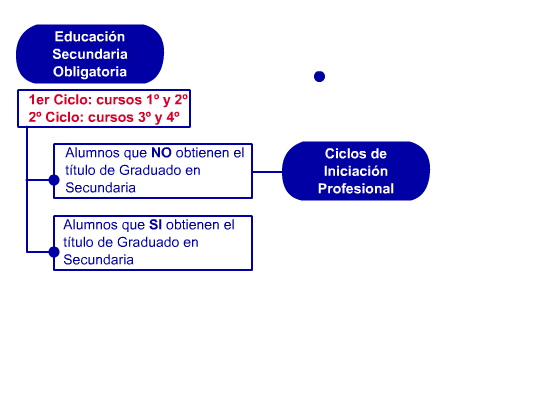 Educación
Secundaria
Obligatoria
1er Ciclo: cursos 1º y 2º
2º Ciclo: cursos 3º y 4º
Alumnos que NO obtienen el
título de Graduado en
Secundaria
Ciclos de
Iniciación
Profesional
Alumnos que SI obtienen el
título de Graduado en
Secundaria